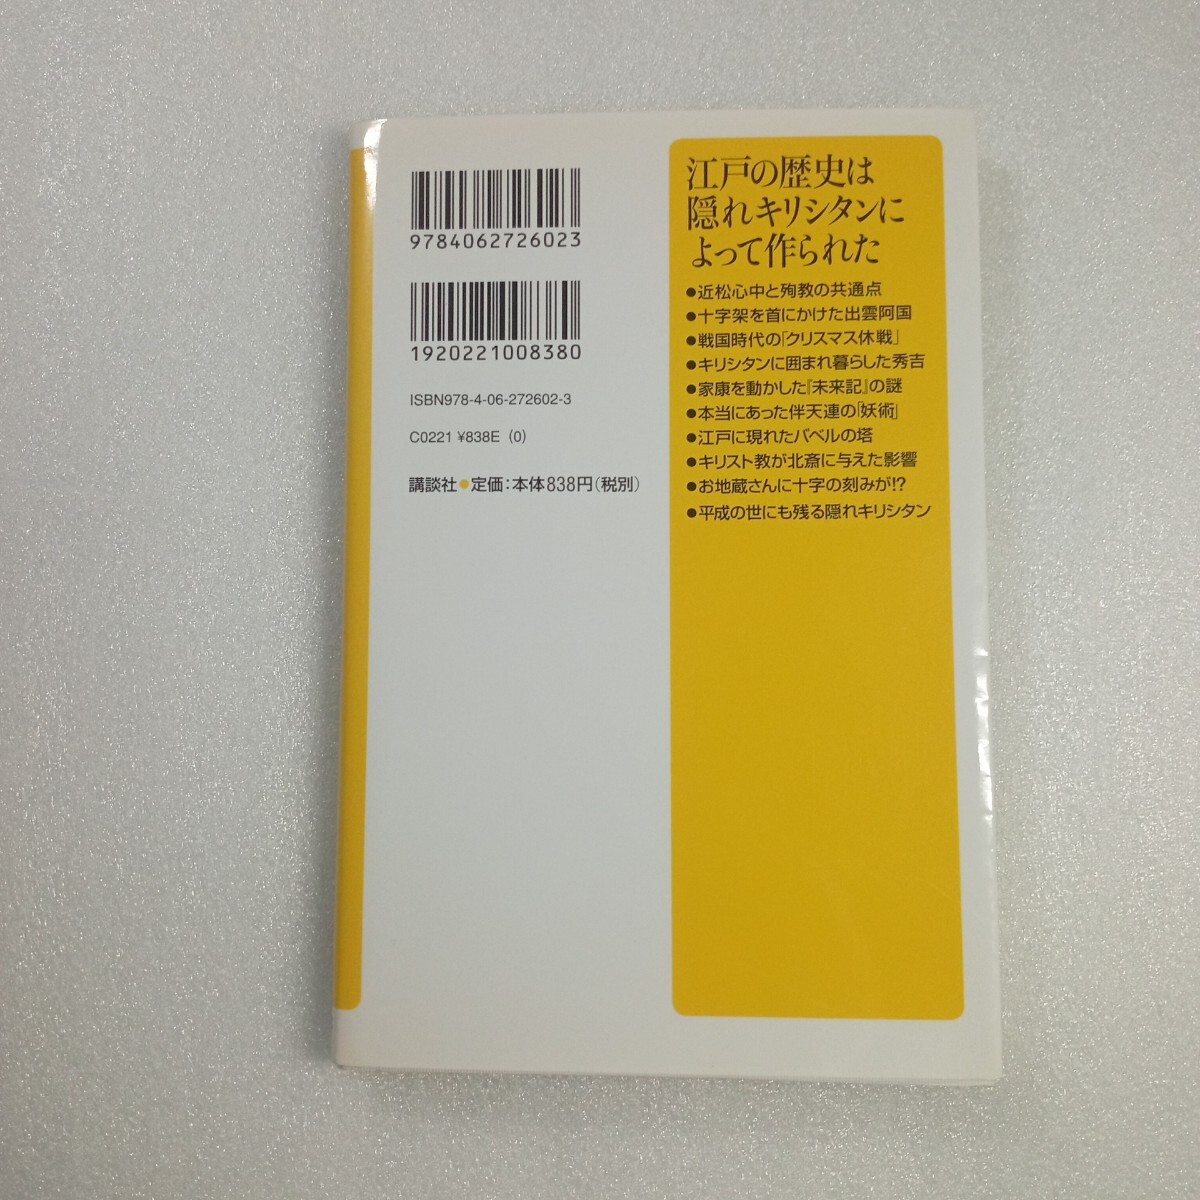 9784062726023
1920221008380
ISBN978-4-06-272602-3
C0221 ¥838E (0)
講談社●定価:本体838円(税別)
江戸の歴史は
隠れキリシタンに
よって作られた
●近松心中と殉教の共通点
●十字架を首にかけた出雲阿国
●戦国時代の「クリスマス休戦」
●キリシタンに囲まれ暮らした秀吉
●家康を動かした『未来記』の謎
●本当にあった伴天連の「妖術」
●江戸に現れたバベルの塔
●キリスト教が北斎に与えた影響
●お地蔵さんに十字の刻みが!?
●平成の世にも残る隠れキリシタン